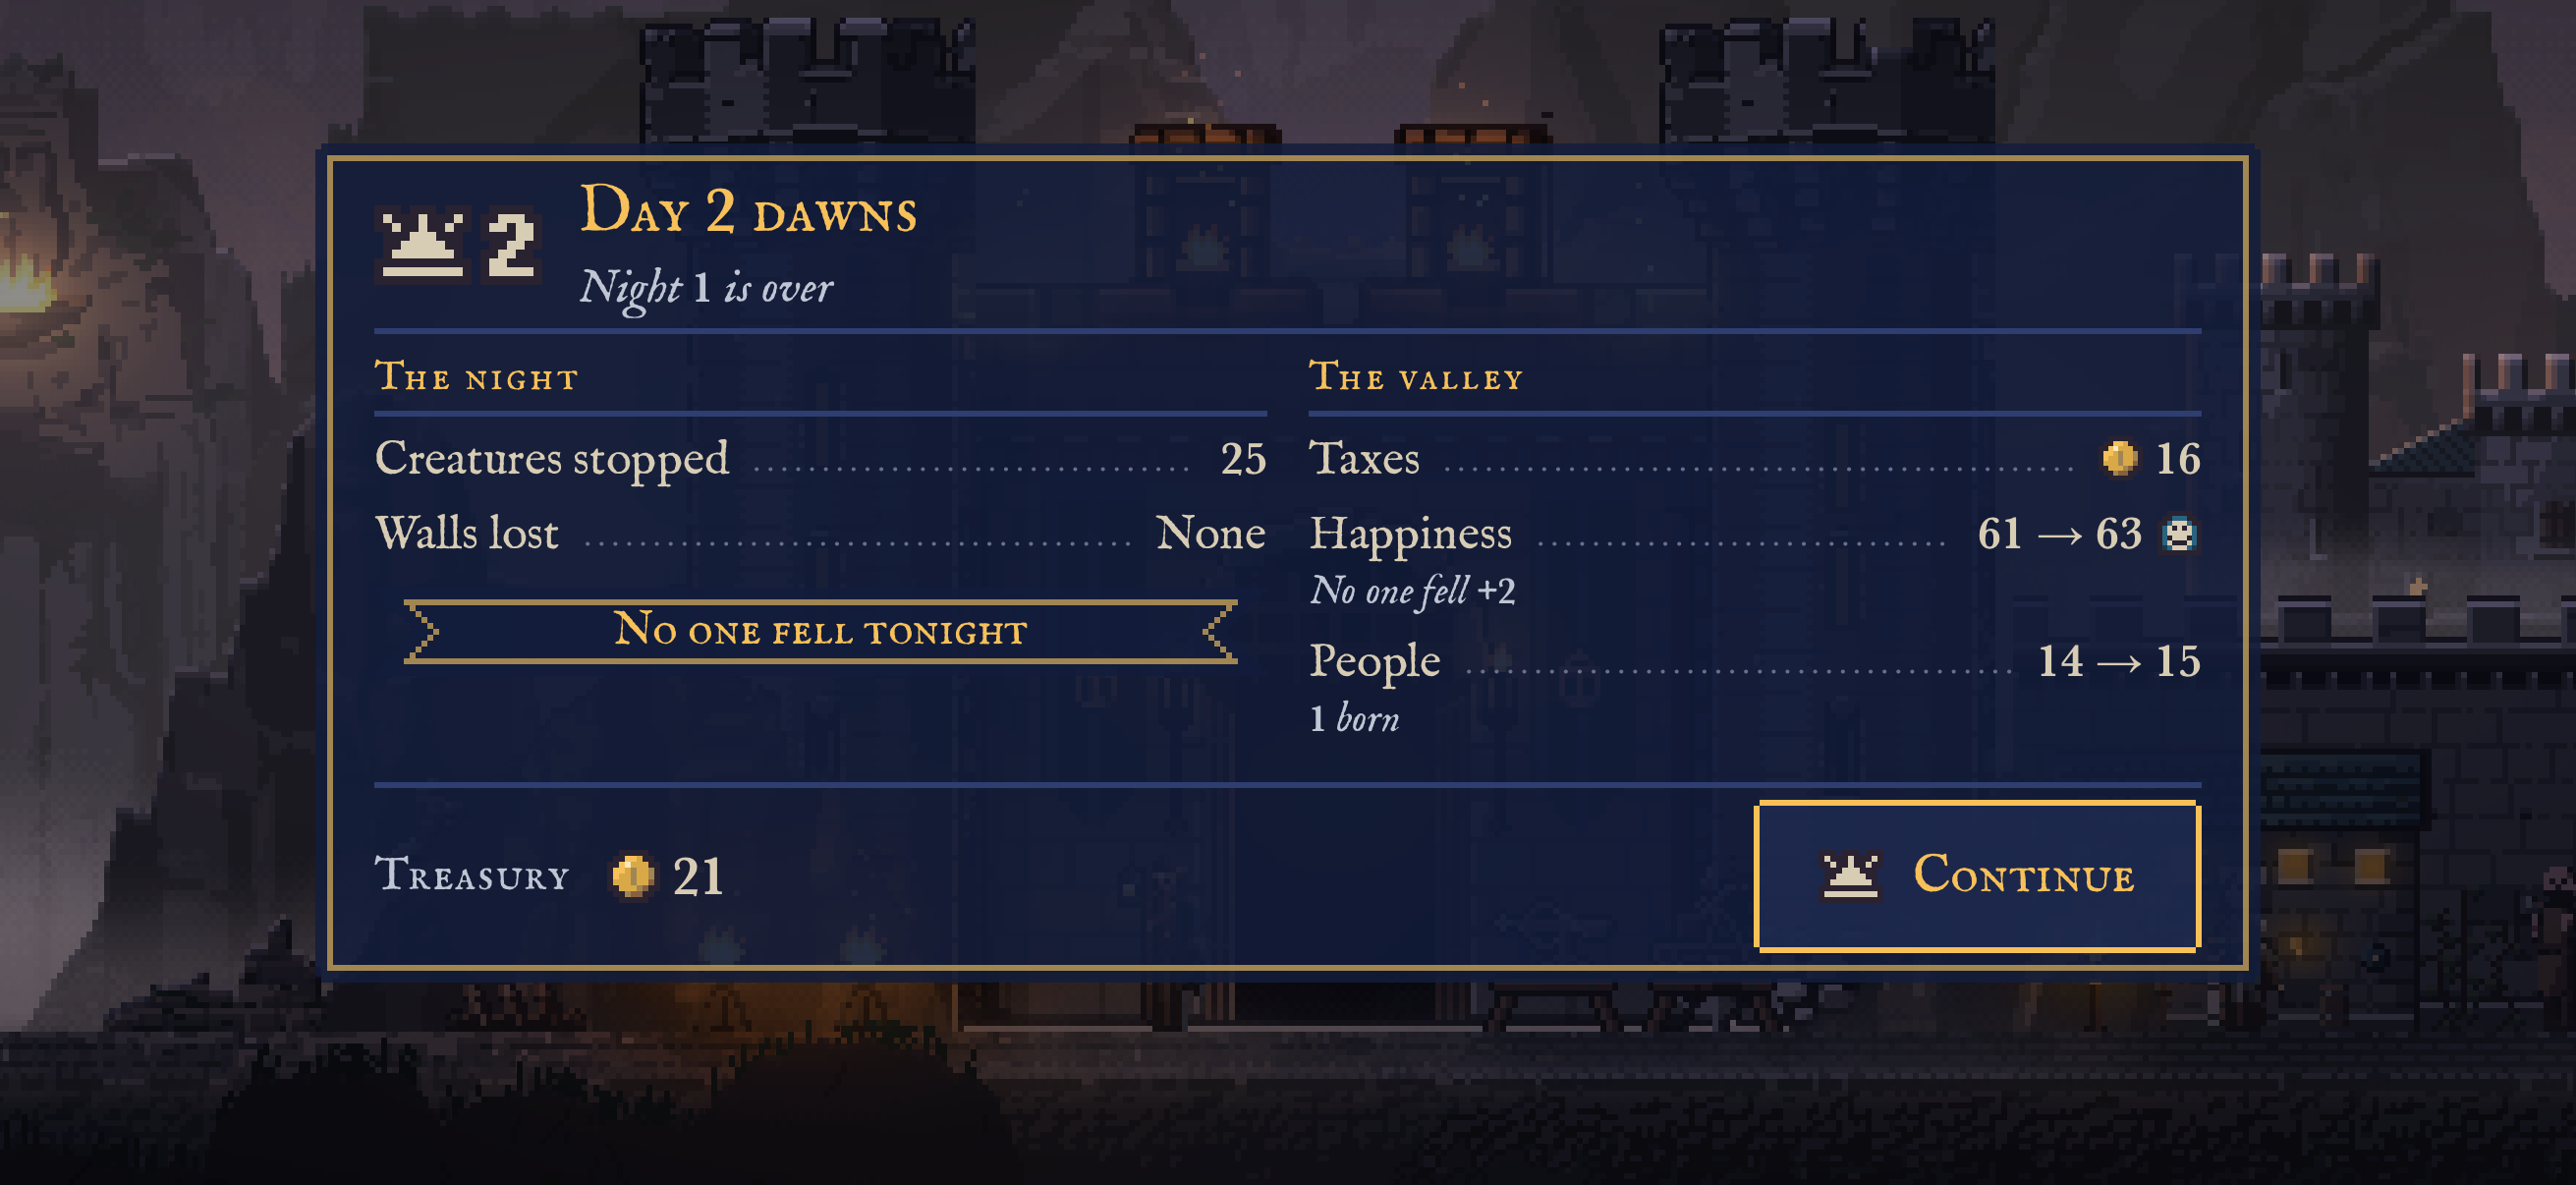 2
Day 2 dawns
Night 1 is over
The night
Creatures stopped 25
Walls lost None
No one fell tonight
The valley
Taxes 16
Happiness 61 → 63
No one fell +2
People 14 → 15
1 born
Treasury 21
Continue